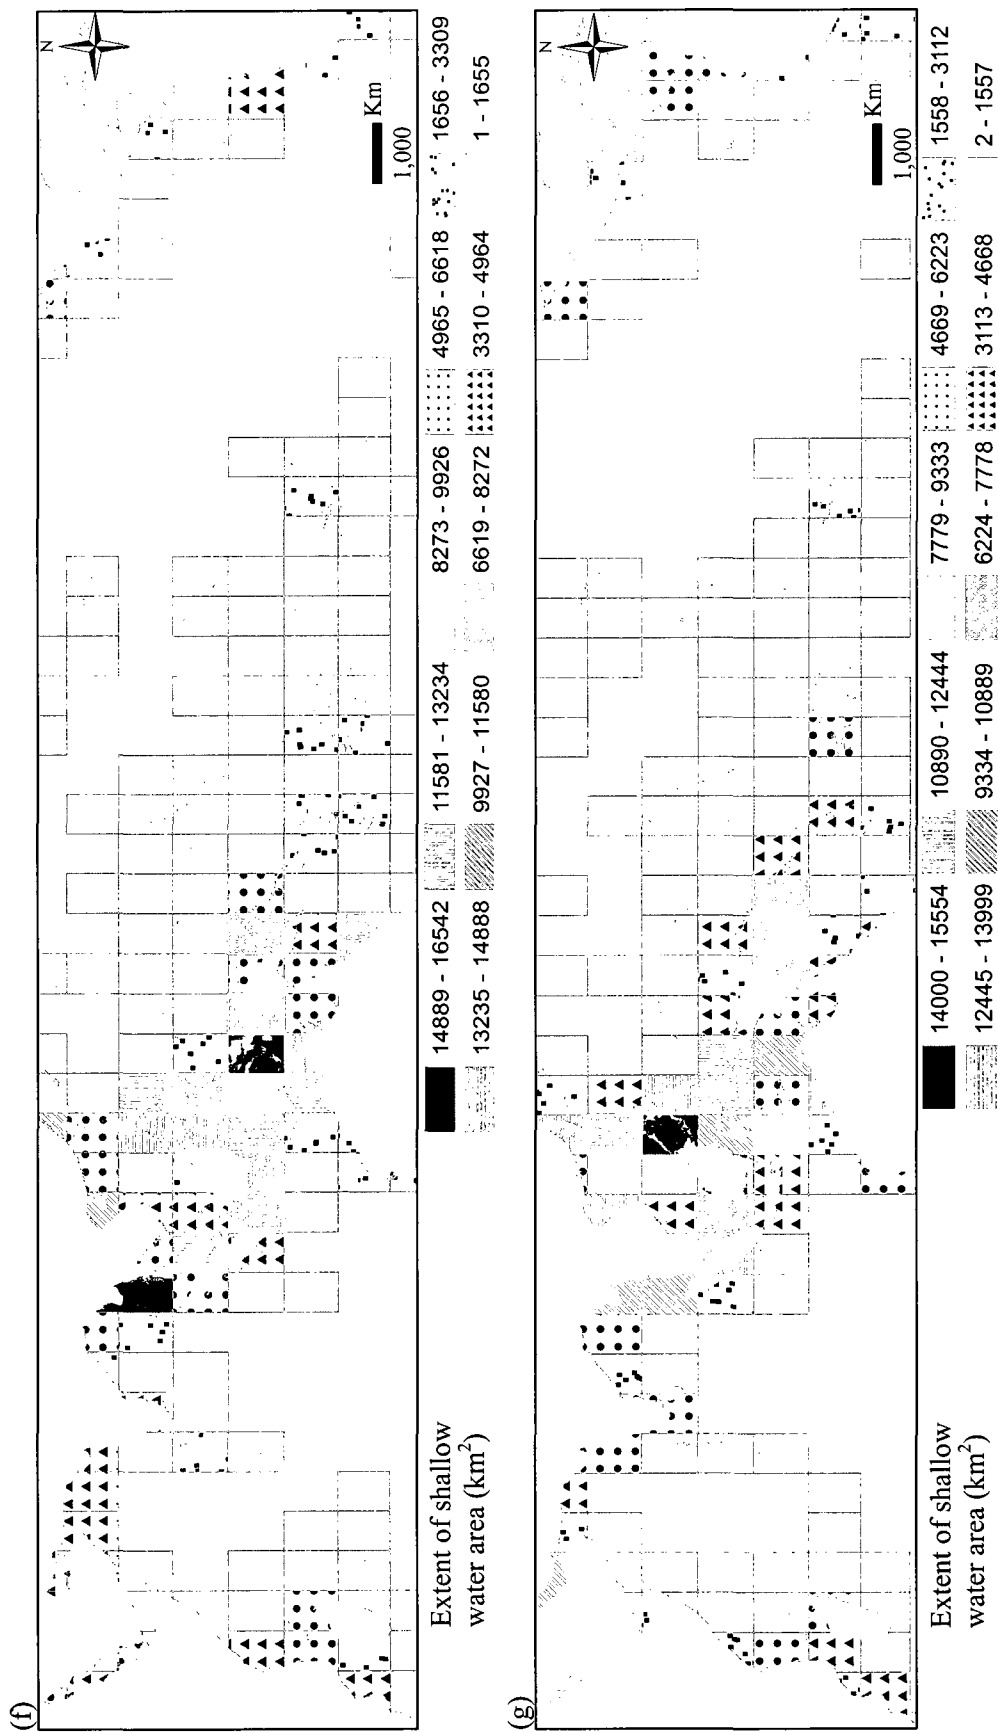 (f)
N
Km
1,000
Extent of shallow
water area (km²)
14889 - 16542
11581 - 13234
8273 - 9926
4965 - 6618
1656 - 3309
13235 - 14888
9927 - 11580
6619 - 8272
3310 - 4964
1 - 1655
(g)
N
Km
1,000
Extent of shallow
water area (km²)
14000 - 15554
10890 - 12444
7779 - 9333
4669 - 6223
1558 - 3112
12445 - 13999
9334 - 10889
6224 - 7778
3113 - 4668
2 - 1557